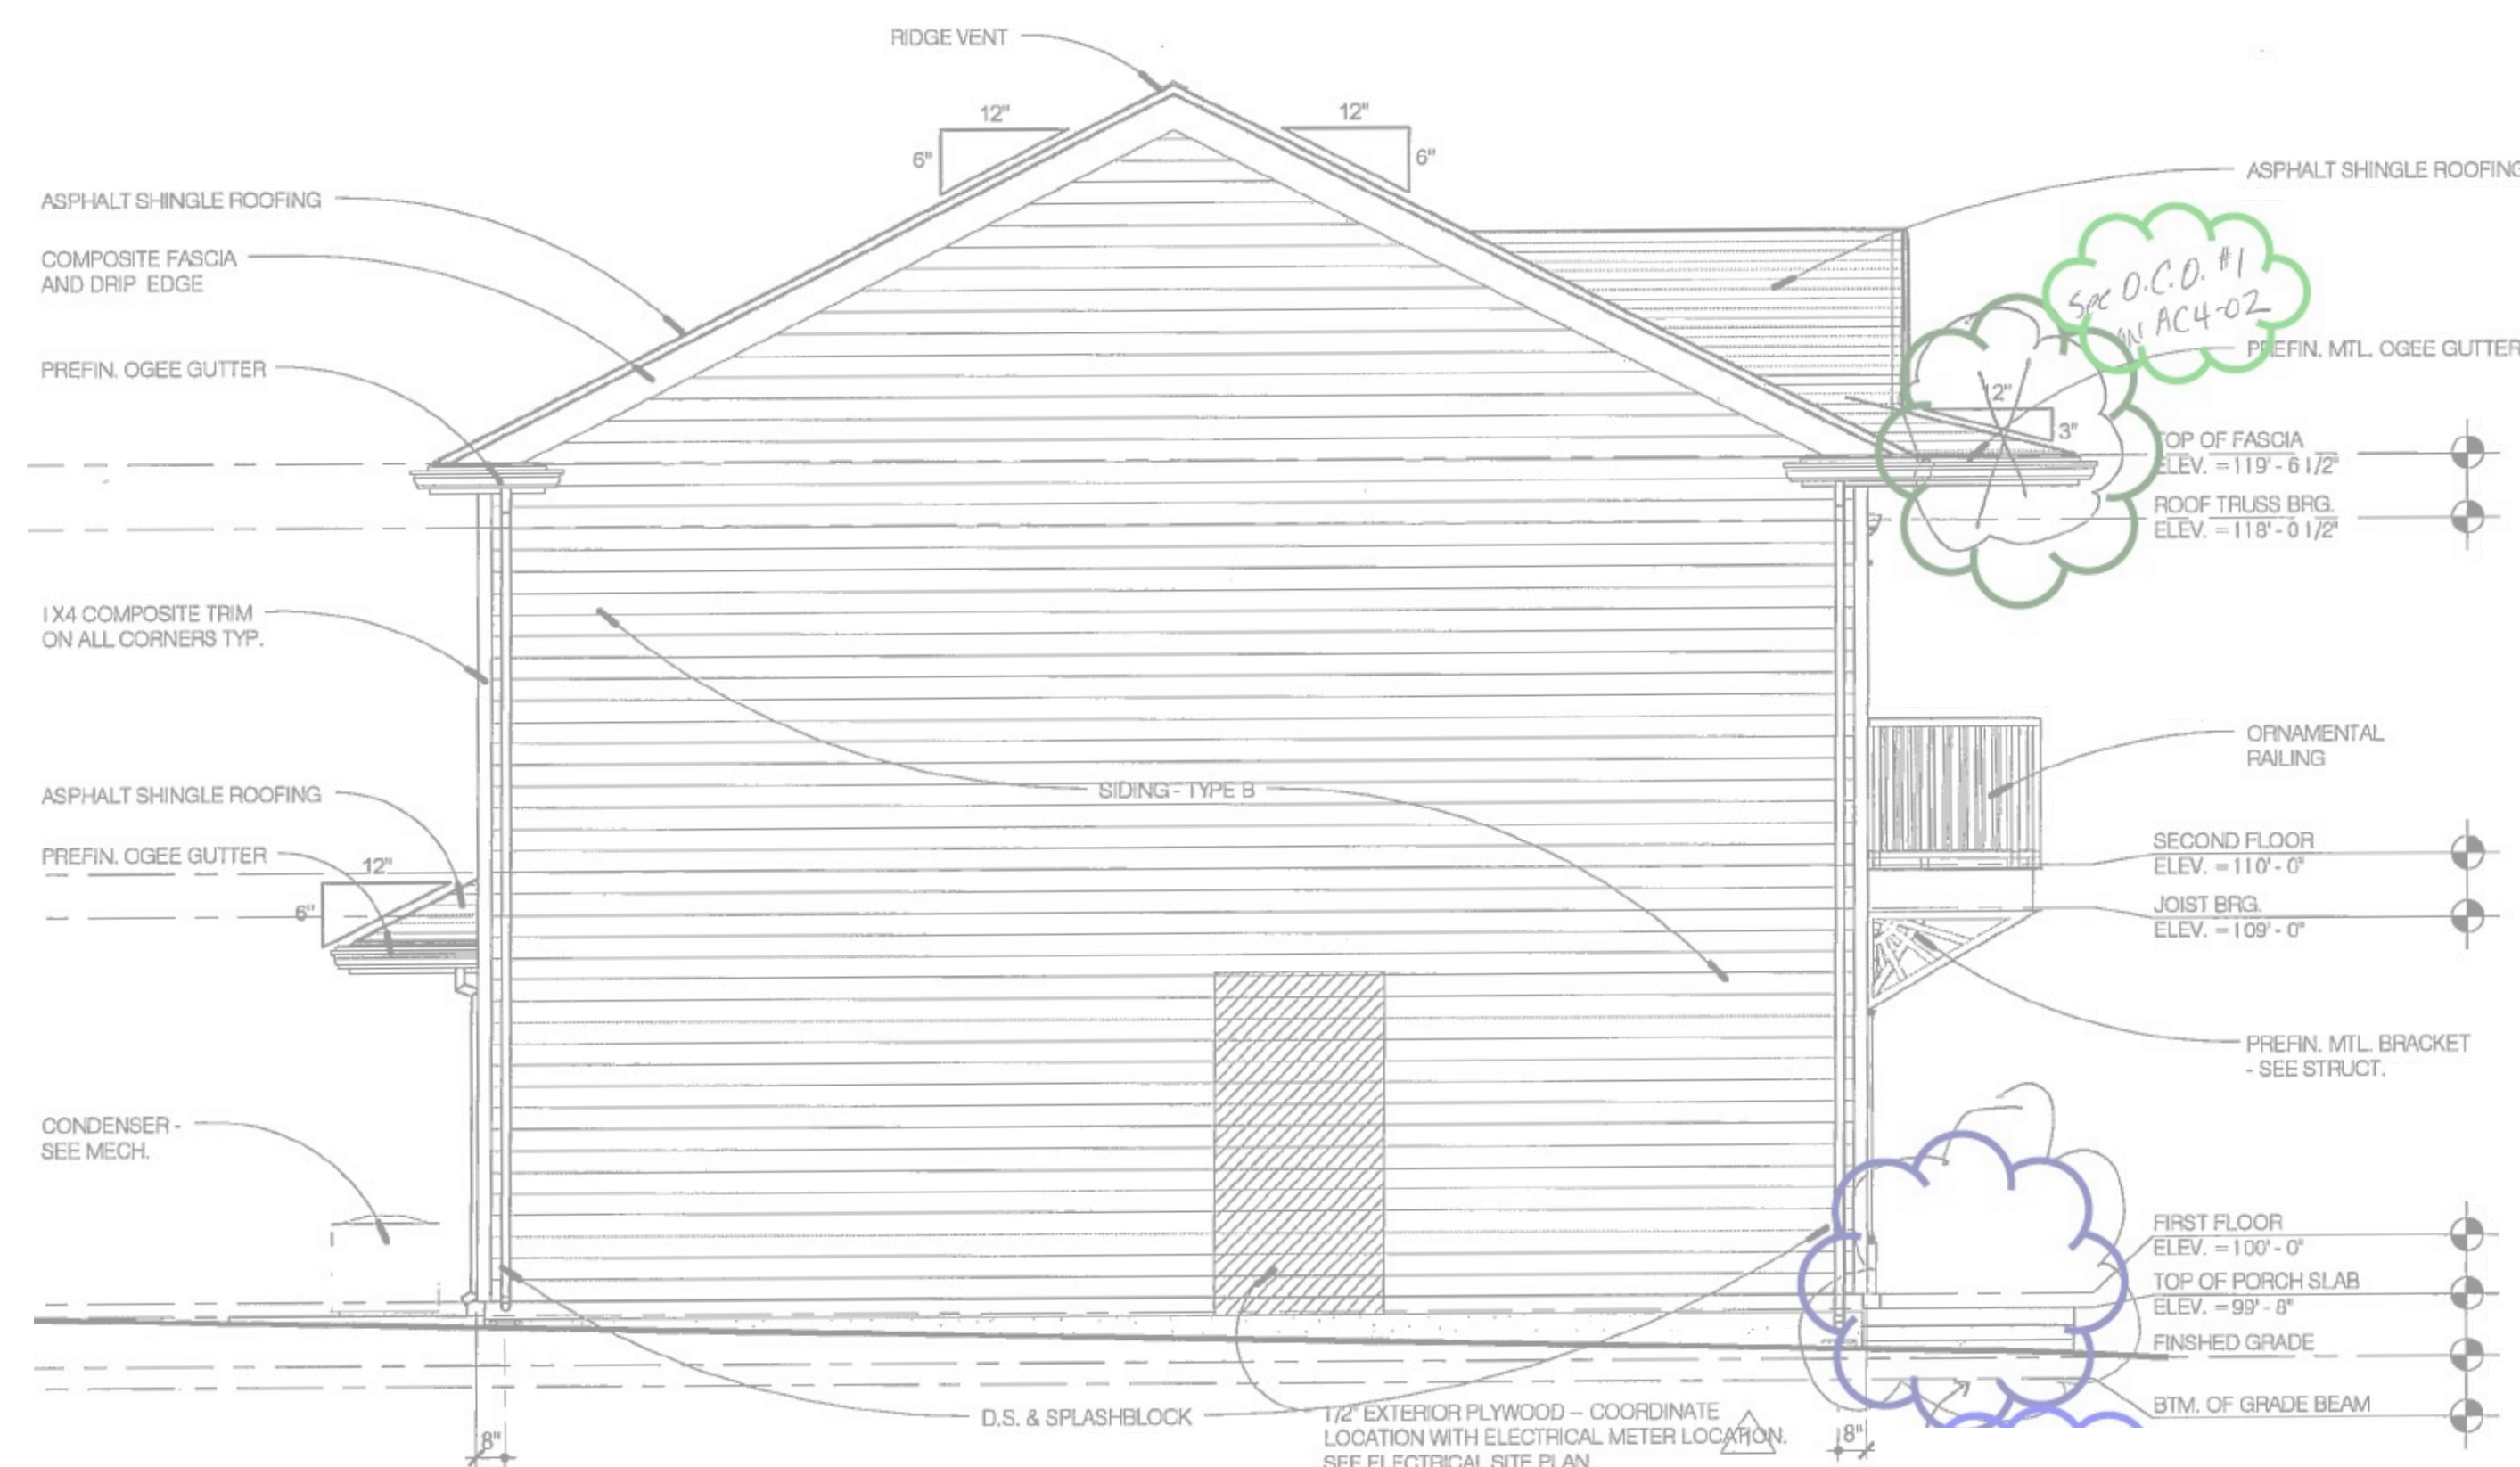 RIDGE VENT
12"
6"
12"
6"
ASPHALT SHINGLE ROOFING
COMPOSITE FASCIA
AND DRIP EDGE
PREFIN. OGEE GUTTER
1X4 COMPOSITE TRIM
ON ALL CORNERS TYP.
ASPHALT SHINGLE ROOFING
PREFIN. OGEE GUTTER
12"
6"
CONDENSER -
SEE MECH.
SIDING - TYPE B
ASPHALT SHINGLE ROOFING
See O.C.O. #1
AC4-02
PREFIN. MTL. OGEE GUTTER
12"
3"
TOP OF FASCIA
ELEV. = 119' - 6 1/2"
ROOF TRUSS BRG.
ELEV. = 118' - 0 1/2"
ORNAMENTAL
RAILING
SECOND FLOOR
ELEV. = 110' - 0"
JOIST BRG.
ELEV. = 109' - 0"
PREFIN. MTL. BRACKET
- SEE STRUCT.
FIRST FLOOR
ELEV. = 100' - 0"
TOP OF PORCH SLAB
ELEV. = 99' - 8"
FINSHED GRADE
BTM. OF GRADE BEAM
D.S. & SPLASHBLOCK
1/2" EXTERIOR PLYWOOD – COORDINATE
LOCATION WITH ELECTRICAL METER LOCATION.
SEE ELECTRICAL SITE PLAN
8"
8"